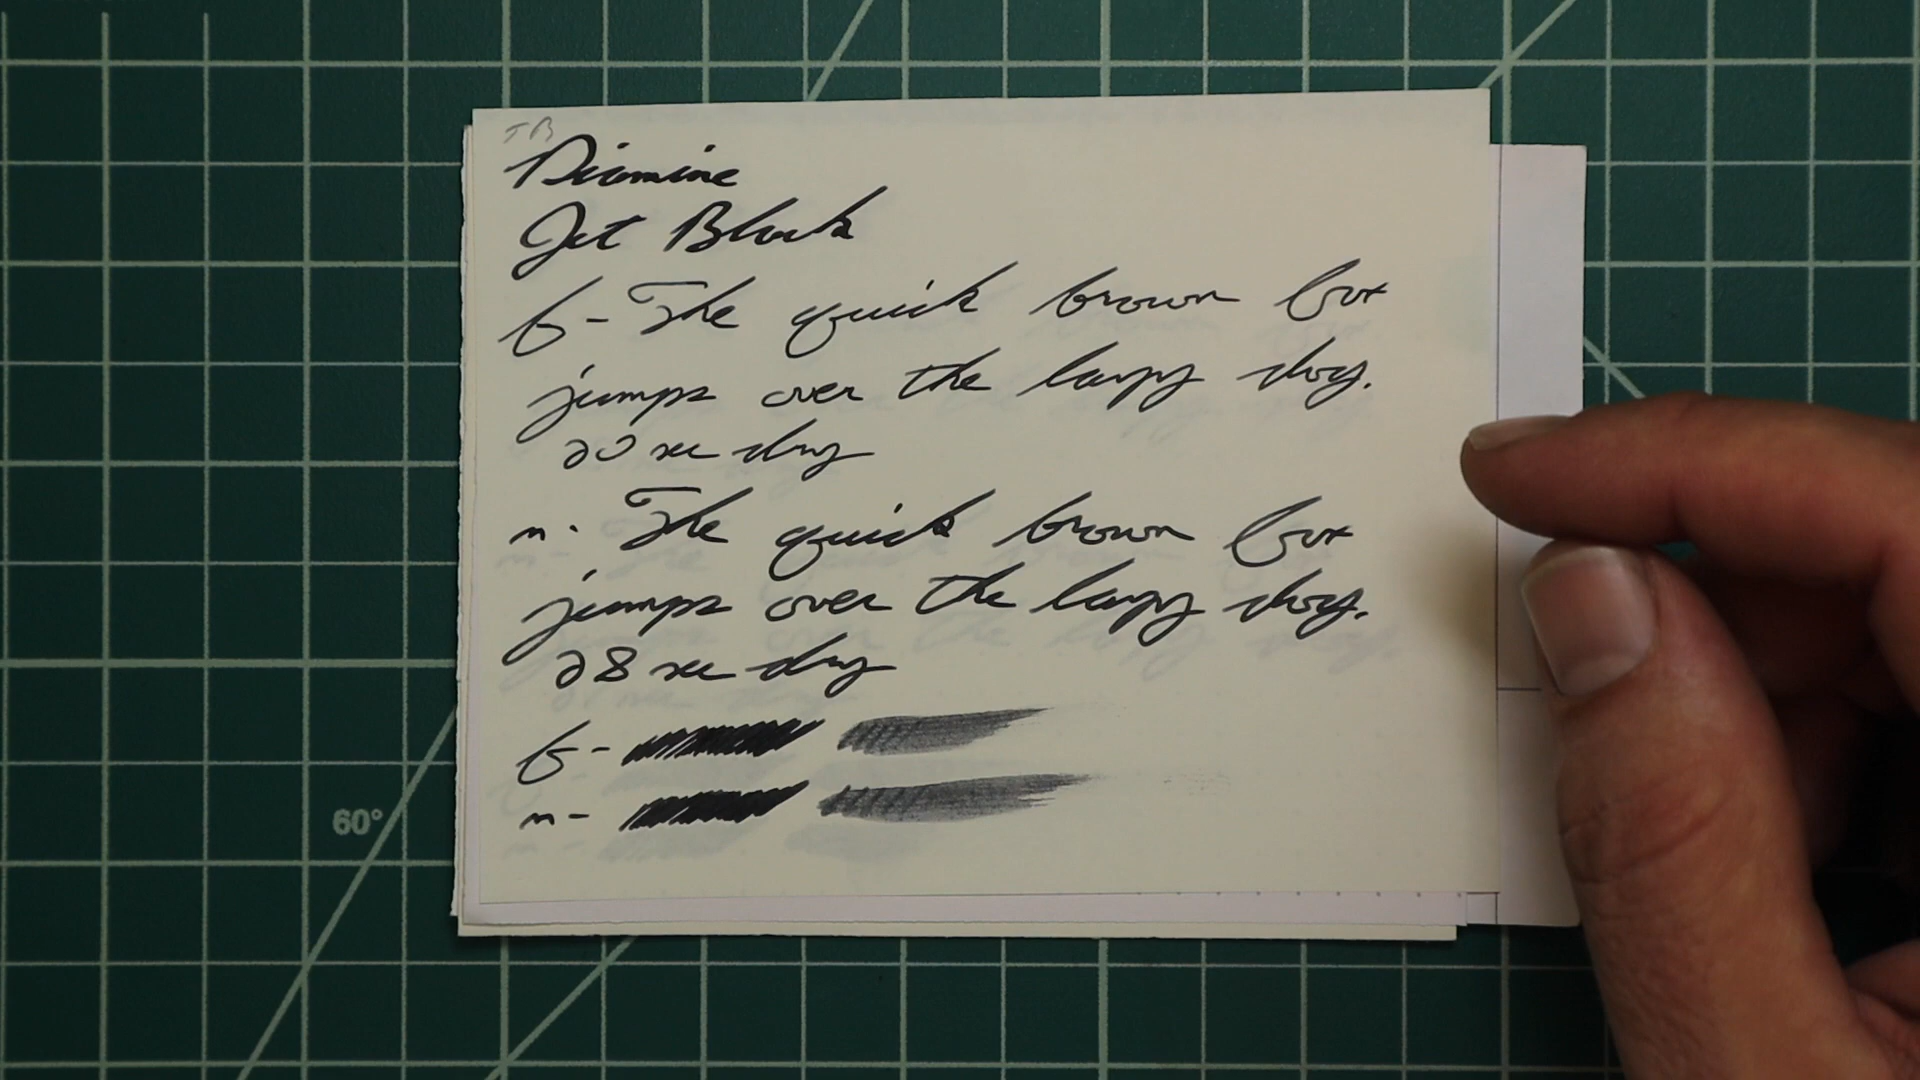 TB
Diamine
Jet Black
f- The quick brown fox
jumps over the lazy dog.
20 sec dry
m- The quick brown fox
jumps over the lazy dog.
28 sec dry
f-
m-
60°